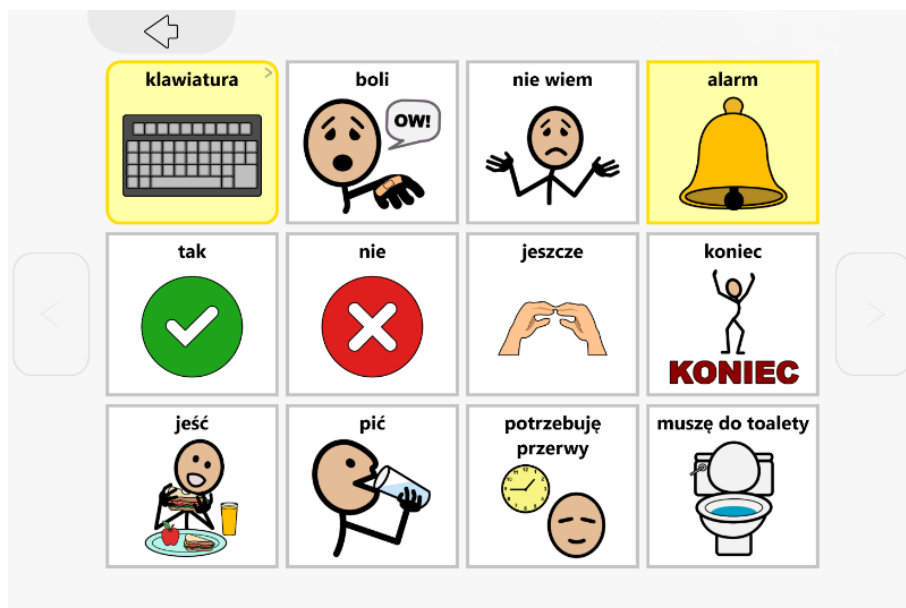 klawiatura
boli
OW!
nie wiem
alarm
tak
nie
jeszcze
koniec
KONIEC
jeść
pić
potrzebuję
przerwy
muszę do toalety